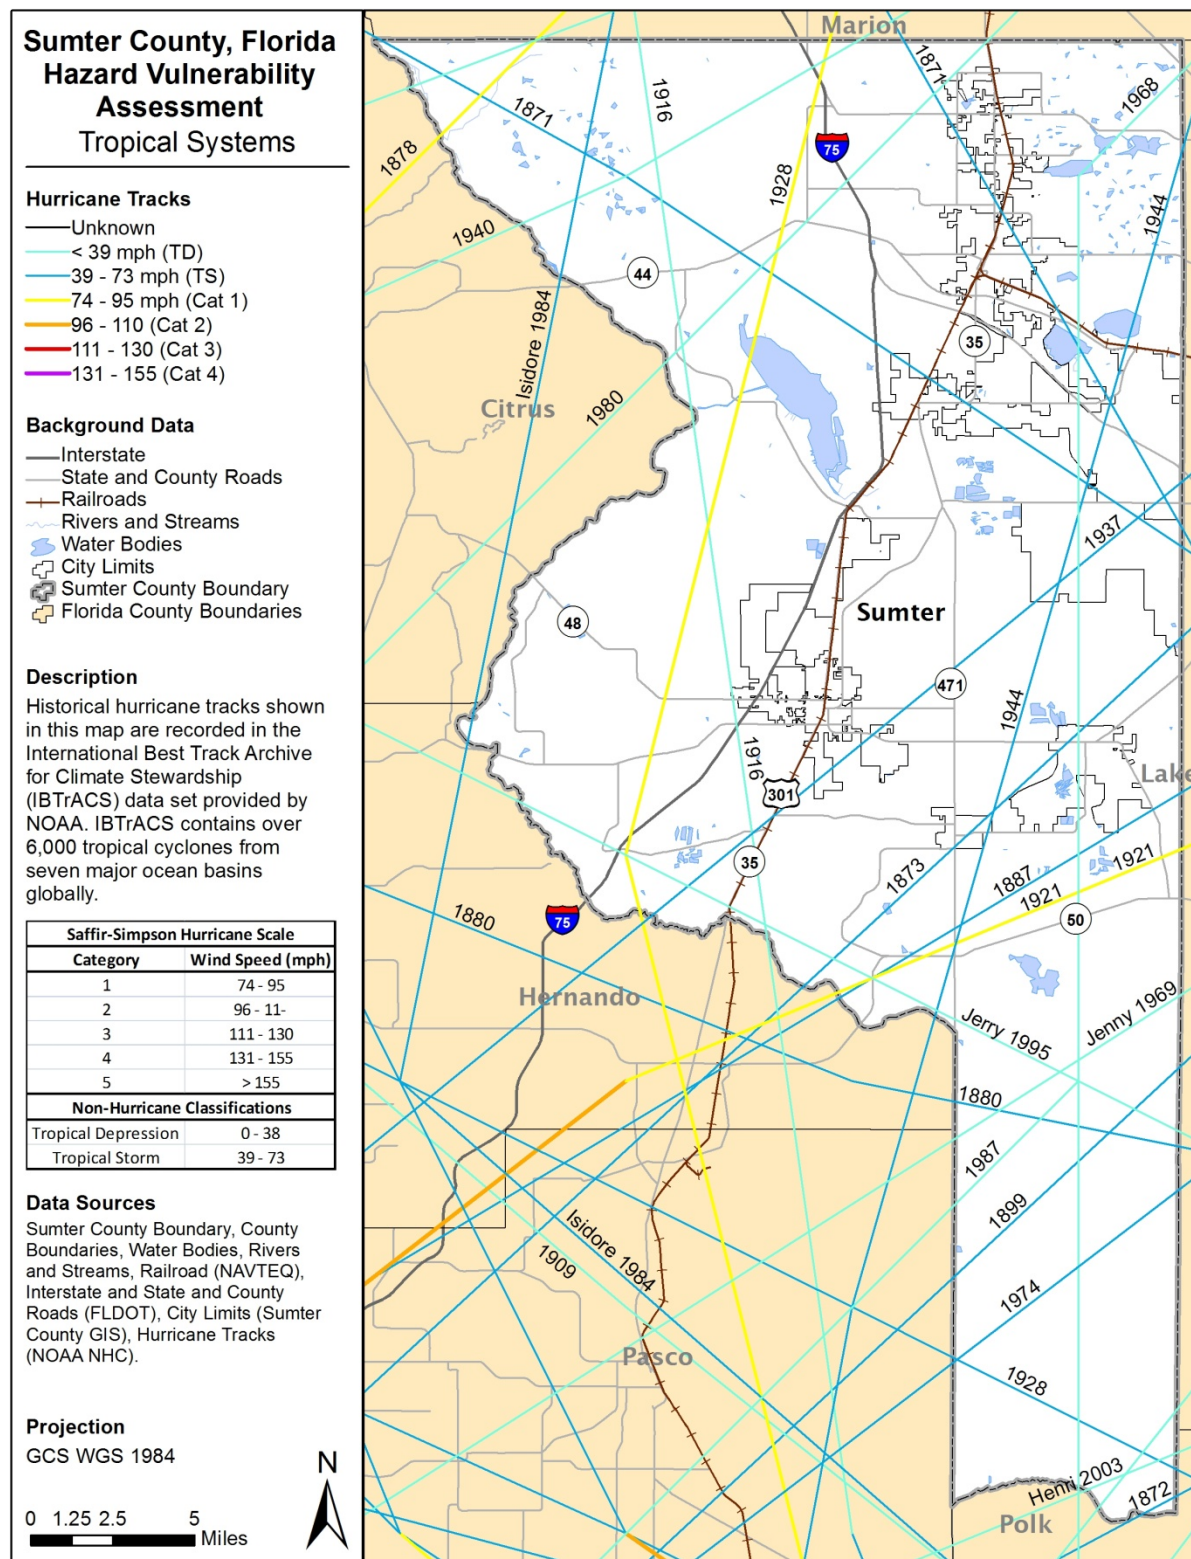 Sumter County, Florida
Hazard Vulnerability
Assessment
Tropical Systems
Hurricane Tracks
Unknown
< 39 mph (TD)
39 - 73 mph (TS)
74 - 95 mph (Cat 1)
96 - 110 (Cat 2)
111 - 130 (Cat 3)
131 - 155 (Cat 4)
Background Data
Interstate
State and County Roads
Railroads
Rivers and Streams
Water Bodies
City Limits
Sumter County Boundary
Florida County Boundaries
Description
Historical hurricane tracks shown
in this map are recorded in the
International Best Track Archive
for Climate Stewardship
(IBTrACS) data set provided by
NOAA. IBTrACS contains over
6,000 tropical cyclones from
seven major ocean basins
globally.
Saffir-Simpson Hurricane Scale
Category Wind Speed (mph)
1 74 - 95
2 96 - 11-
3 111 - 130
4 131 - 155
5 > 155
Non-Hurricane Classifications
Tropical Depression 0 - 38
Tropical Storm 39 - 73
Data Sources
Sumter County Boundary, County
Boundaries, Water Bodies, Rivers
and Streams, Railroad (NAVTEQ),
Interstate and State and County
Roads (FLDOT), City Limits (Sumter
County GIS), Hurricane Tracks
(NOAA NHC).
Projection
GCS WGS 1984
N
0 1.25 2.5 5
Miles
Marion
1871
1916
1871
1968
1878
75
1928
1944
1940
44
Isidore 1984
35
1980
Citrus
1937
Sumter
48
471
1944
1916
301
Lake
35
1873
1887
1921
1921
1880
75
50
Hernando
Jerry 1995
Jenny 1969
1880
1987
1899
Isidore 1984
1909
1974
Pasco
1928
Henri 2003
1872
Polk